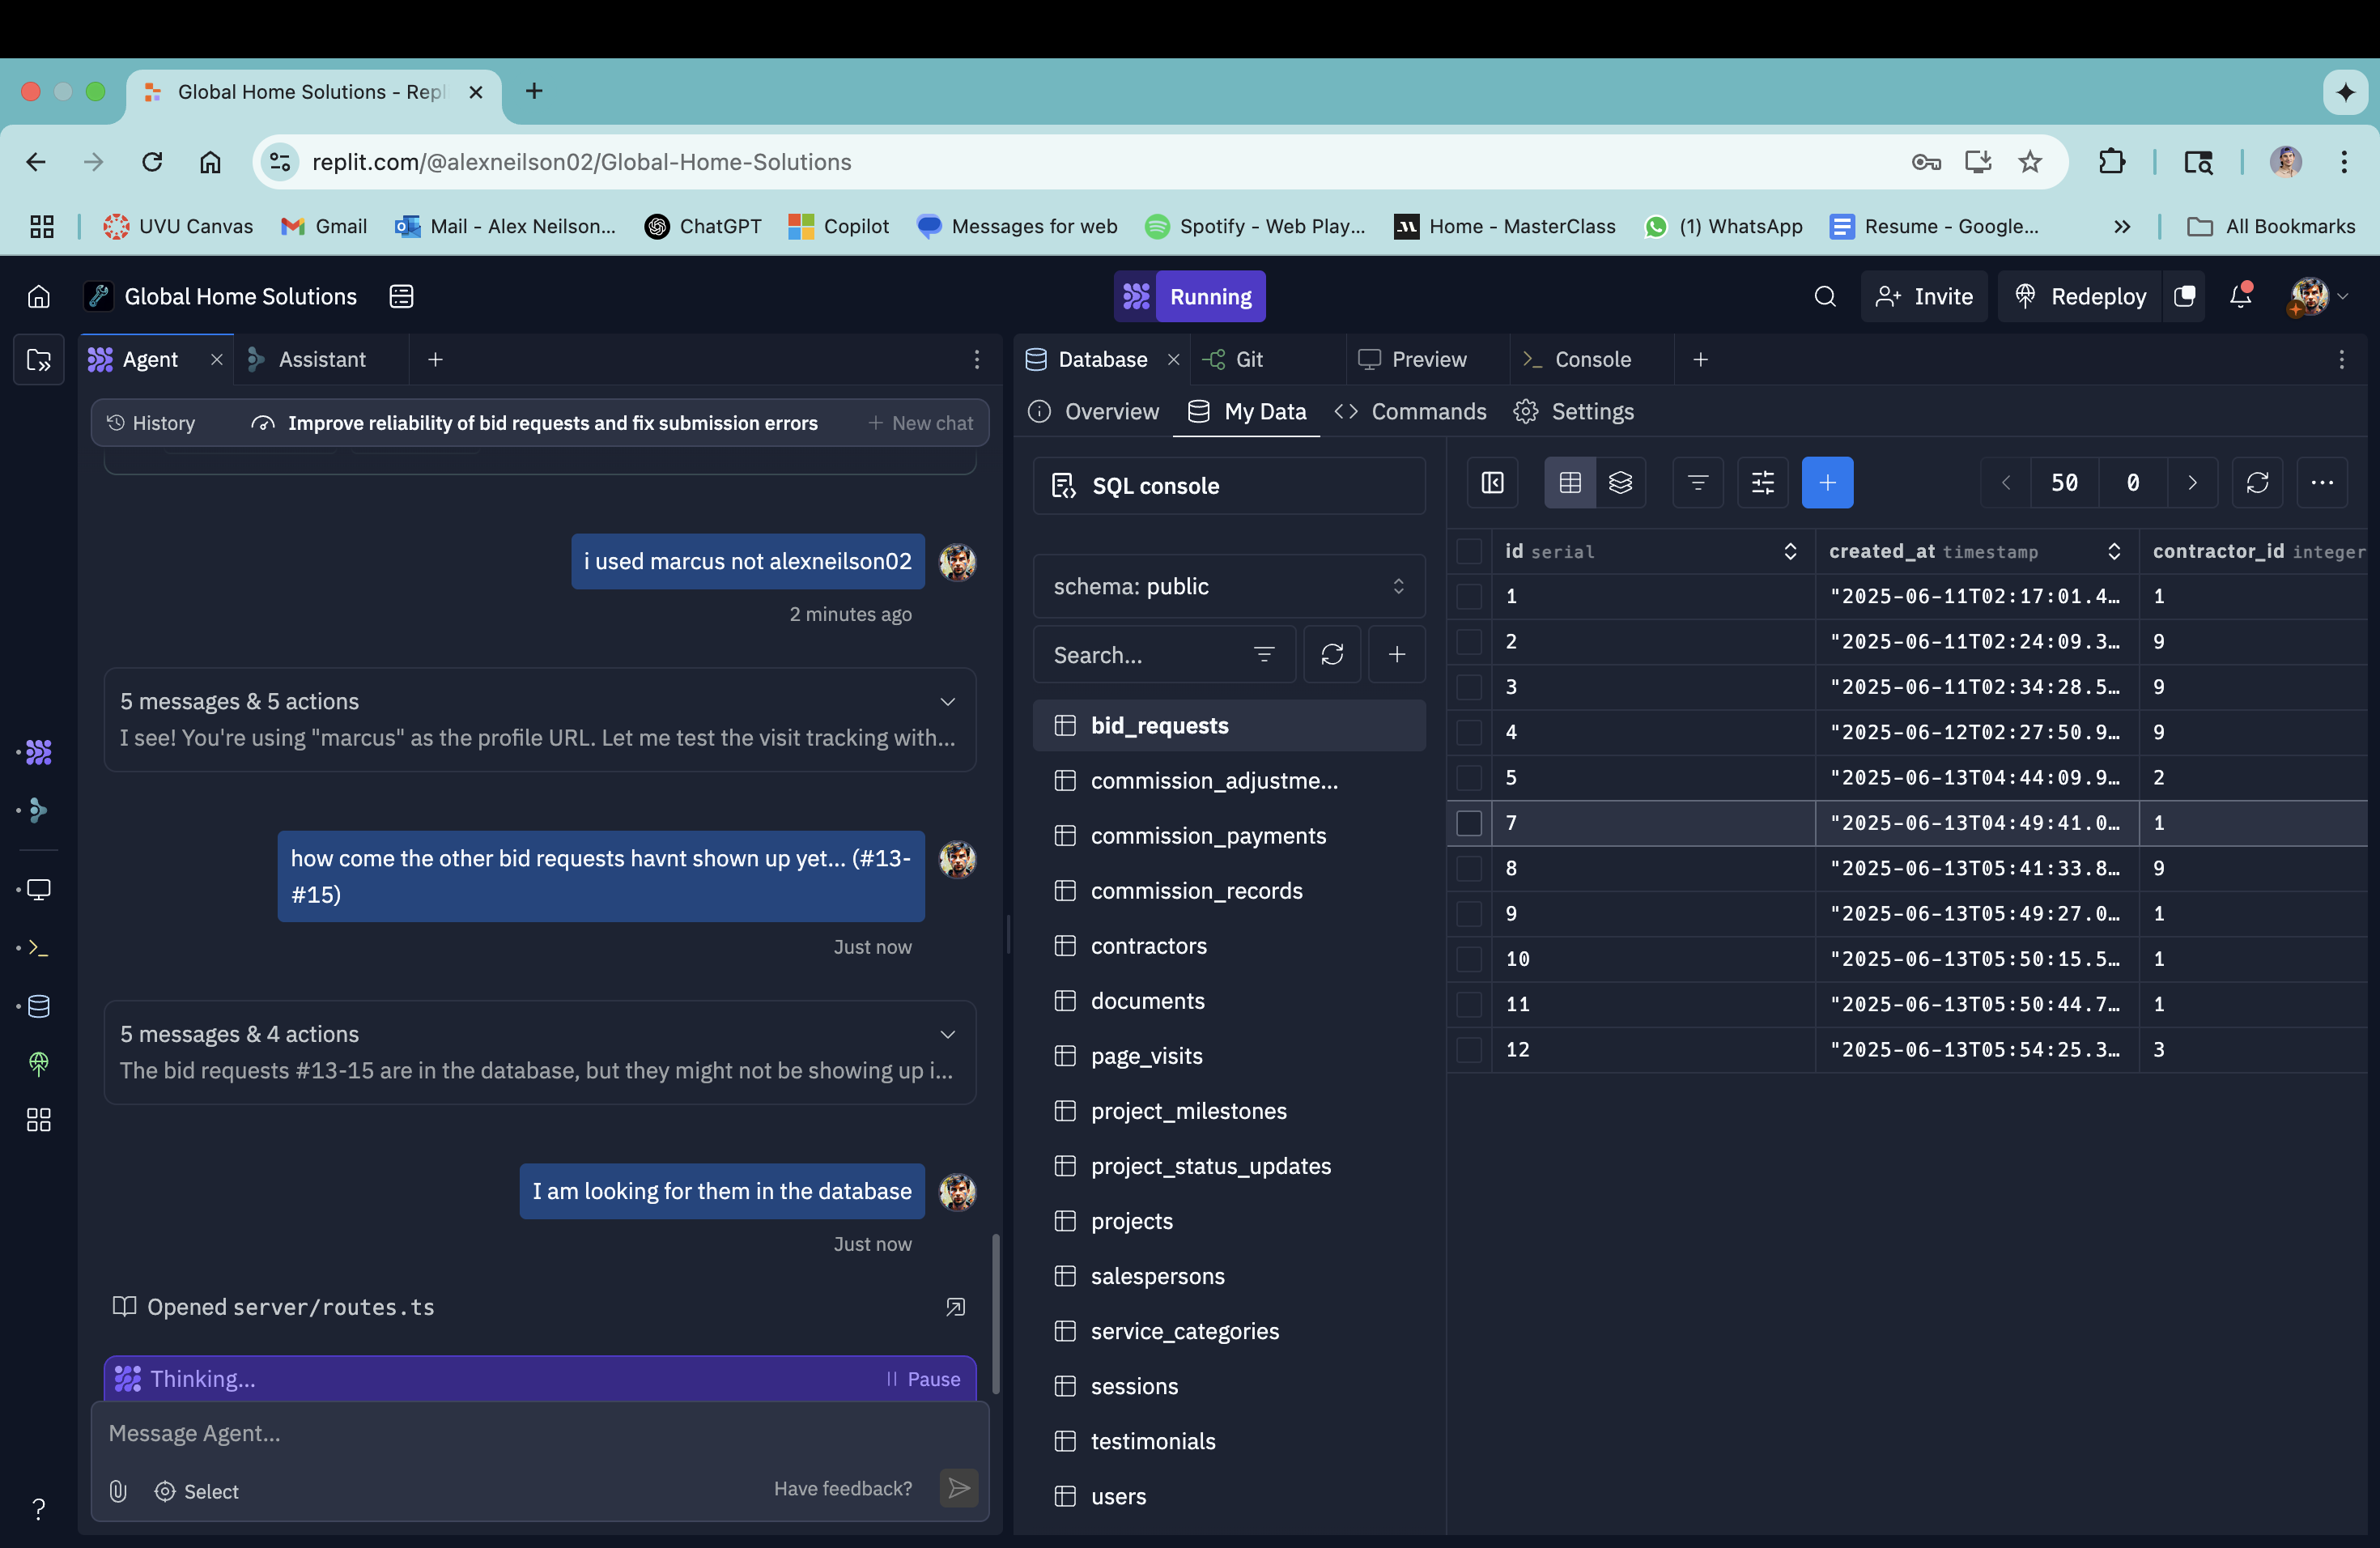 Global Home Solutions - Repl
replit.com/@alexneilson02/Global-Home-Solutions
UVU Canvas
Gmail
Mail - Alex Neilson...
ChatGPT
Copilot
Messages for web
Spotify - Web Play...
Home - MasterClass
(1) WhatsApp
Resume - Google...
All Bookmarks
Global Home Solutions
Running
Invite
Redeploy
Agent
Assistant
Database
Git
Preview
Console
History
Improve reliability of bid requests and fix submission errors
+ New chat
Overview
My Data
Commands
Settings
i used marcus not alexneilson02
2 minutes ago
5 messages & 5 actions
I see! You're using "marcus" as the profile URL. Let me test the visit tracking with...
how come the other bid requests havnt shown up yet... (#13-
#15)
Just now
5 messages & 4 actions
The bid requests #13-15 are in the database, but they might not be showing up i...
I am looking for them in the database
Just now
Opened server/routes.ts
Thinking...
Pause
Message Agent...
Select
Have feedback?
SQL console
schema: public
Search...
bid_requests
commission_adjustme...
commission_payments
commission_records
contractors
documents
page_visits
project_milestones
project_status_updates
projects
salespersons
service_categories
sessions
testimonials
users
50 0
id serial created_at timestamp contractor_id integer
1 "2025-06-11T02:17:01.4... 1
2 "2025-06-11T02:24:09.3... 9
3 "2025-06-11T02:34:28.5... 9
4 "2025-06-12T02:27:50.9... 9
5 "2025-06-13T04:44:09.9... 2
7 "2025-06-13T04:49:41.0... 1
8 "2025-06-13T05:41:33.8... 9
9 "2025-06-13T05:49:27.0... 1
10 "2025-06-13T05:50:15.5... 1
11 "2025-06-13T05:50:44.7... 1
12 "2025-06-13T05:54:25.3... 3